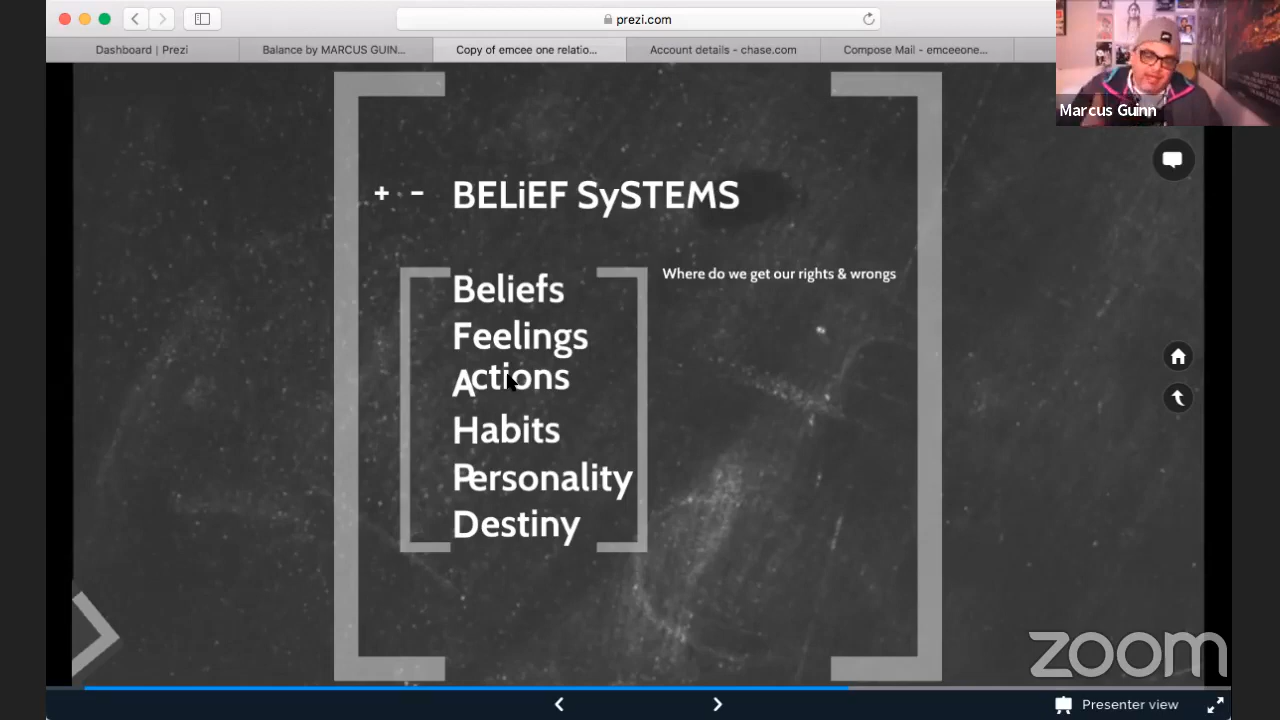 prezi.com
Dashboard | Prezi
Balance by MARCUS GUIN...
Copy of emcee one relatio...
Account details - chase.com
Compose Mail - emceeone...
Marcus Guinn
+ - BELiEF SySTEMS
Where do we get our rights & wrongs
Beliefs
Feelings
Actions
Habits
Personality
Destiny
zoom
Presenter view